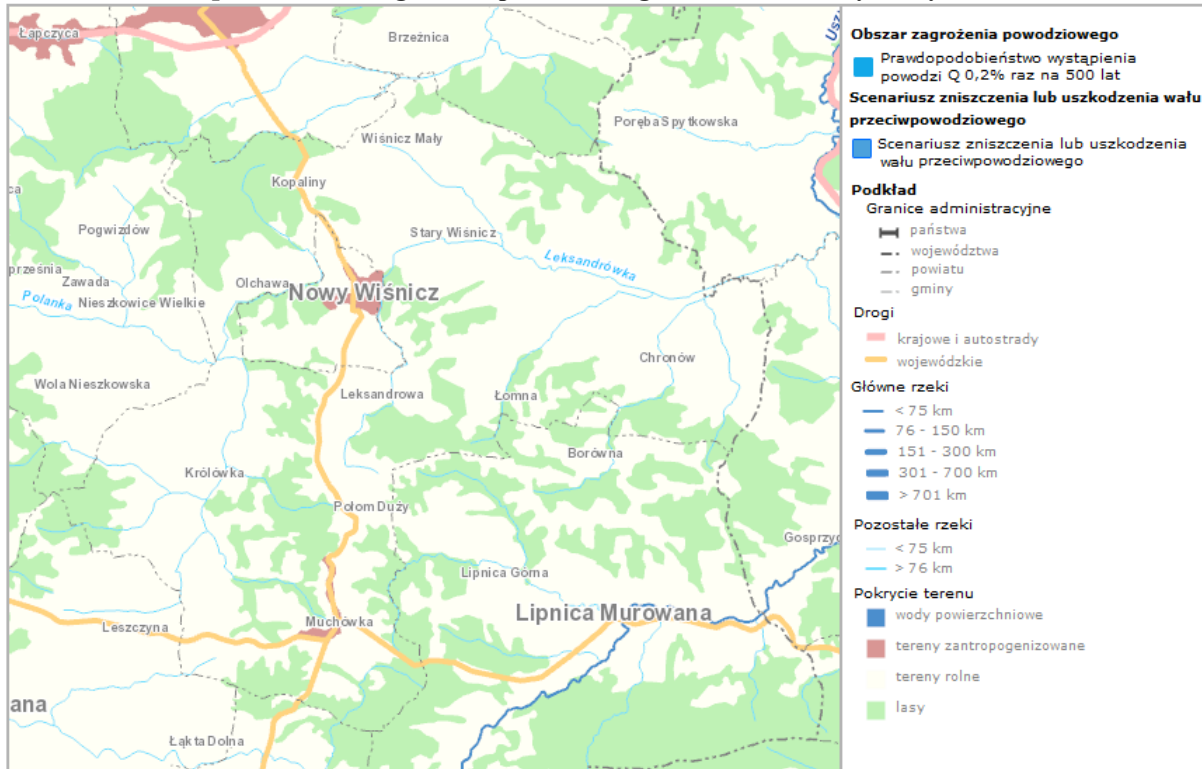 Łapczyca
Brzeźnica
Wiśnicz Mały
Poręba Spytkowska
Kopaliny
Pogwizdów
Stary Wiśnicz
Leksandrówka
Zawada
Olchawa
Polanka
Nieszkowice Wielkie
Nowy Wiśnicz
Chronów
Wola Nieszkowska
Leksandrowa
Łomna
Borówna
Królówka
Połom Duży
Lipnica Górna
Lipnica Murowana
Leszczyna
Muchówka
ana
Łąkta Dolna
Obszar zagrożenia powodziowego
Prawdopodobieństwo wystąpienia
powodzi Q 0,2% raz na 500 lat
Scenariusz zniszczenia lub uszkodzenia wału
przeciwpowodziowego
Scenariusz zniszczenia lub uszkodzenia
wału przeciwpowodziowego
Podkład
Granice administracyjne
państwa
województwa
powiatu
gminy
Drogi
krajowe i autostrady
wojewódzkie
Główne rzeki
< 75 km
76 - 150 km
151 - 300 km
301 - 700 km
> 701 km
Pozostałe rzeki
< 75 km
> 76 km
Pokrycie terenu
wody powierzchniowe
tereny zantropogenizowane
tereny rolne
lasy